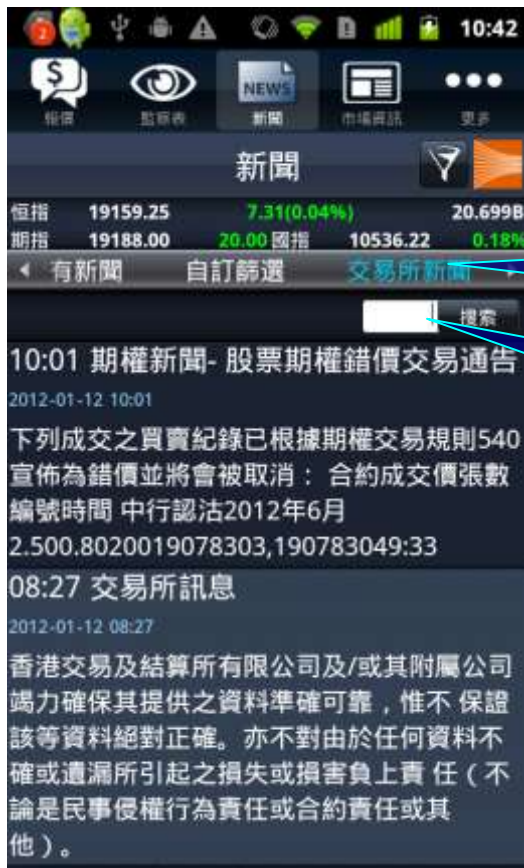 2
10:42
$
NEWS
報價 監察表 新聞 市場資訊 更多
新聞
恒指 19159.25 7.31(0.04%) 20.699B
期指 19188.00 20.00 國指 10536.22 0.18%
有新聞 自訂篩選 交易所新聞
搜索
10:01 期權新聞- 股票期權錯價交易通告
2012-01-12 10:01
下列成交之買賣紀錄已根據期權交易規則540
宣佈為錯價並將會被取消： 合約成交價張數
編號時間 中行認沽2012年6月
2.500.8020019078303,190783049:33
08:27 交易所訊息
2012-01-12 08:27
香港交易及結算所有限公司及/或其附屬公司
竭力確保其提供之資料準確可靠，惟不 保證
該等資料絕對正確。亦不對由於任何資料不
確或遺漏所引起之損失或損害負上責 任（不
論是民事侵權行為責任或合約責任或其
他）。